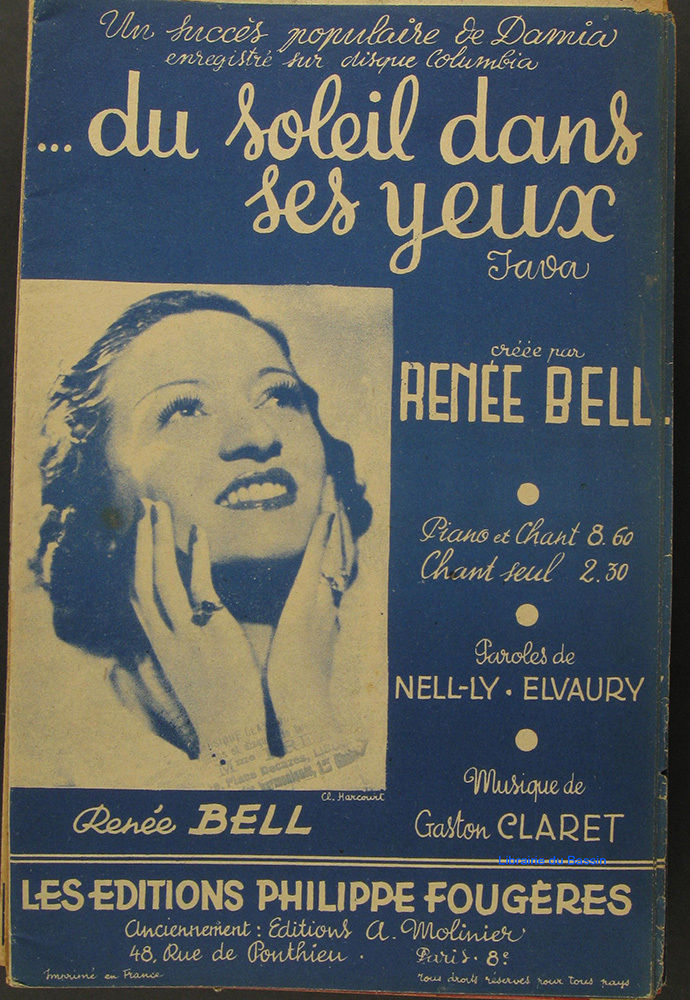 Un succès populaire de Damia
enregistré sur disque Columbia
... du soleil dans
ses yeux
Java
créée par
RENÉE BELL.
Piano et Chant 8.60
Chant seul 2.30
Paroles de
NELL-LY • ELVAURY
Musique de
Gaston CLARET
Cl. Harcourt
Renée BELL
Librairie du Bassin
LES EDITIONS PHILIPPE FOUGÈRES
Anciennement : Editions A. Molinier
48, Rue de Ponthieu . Paris. 8e
Imprimé en France
Tous droits réservés pour tous pays